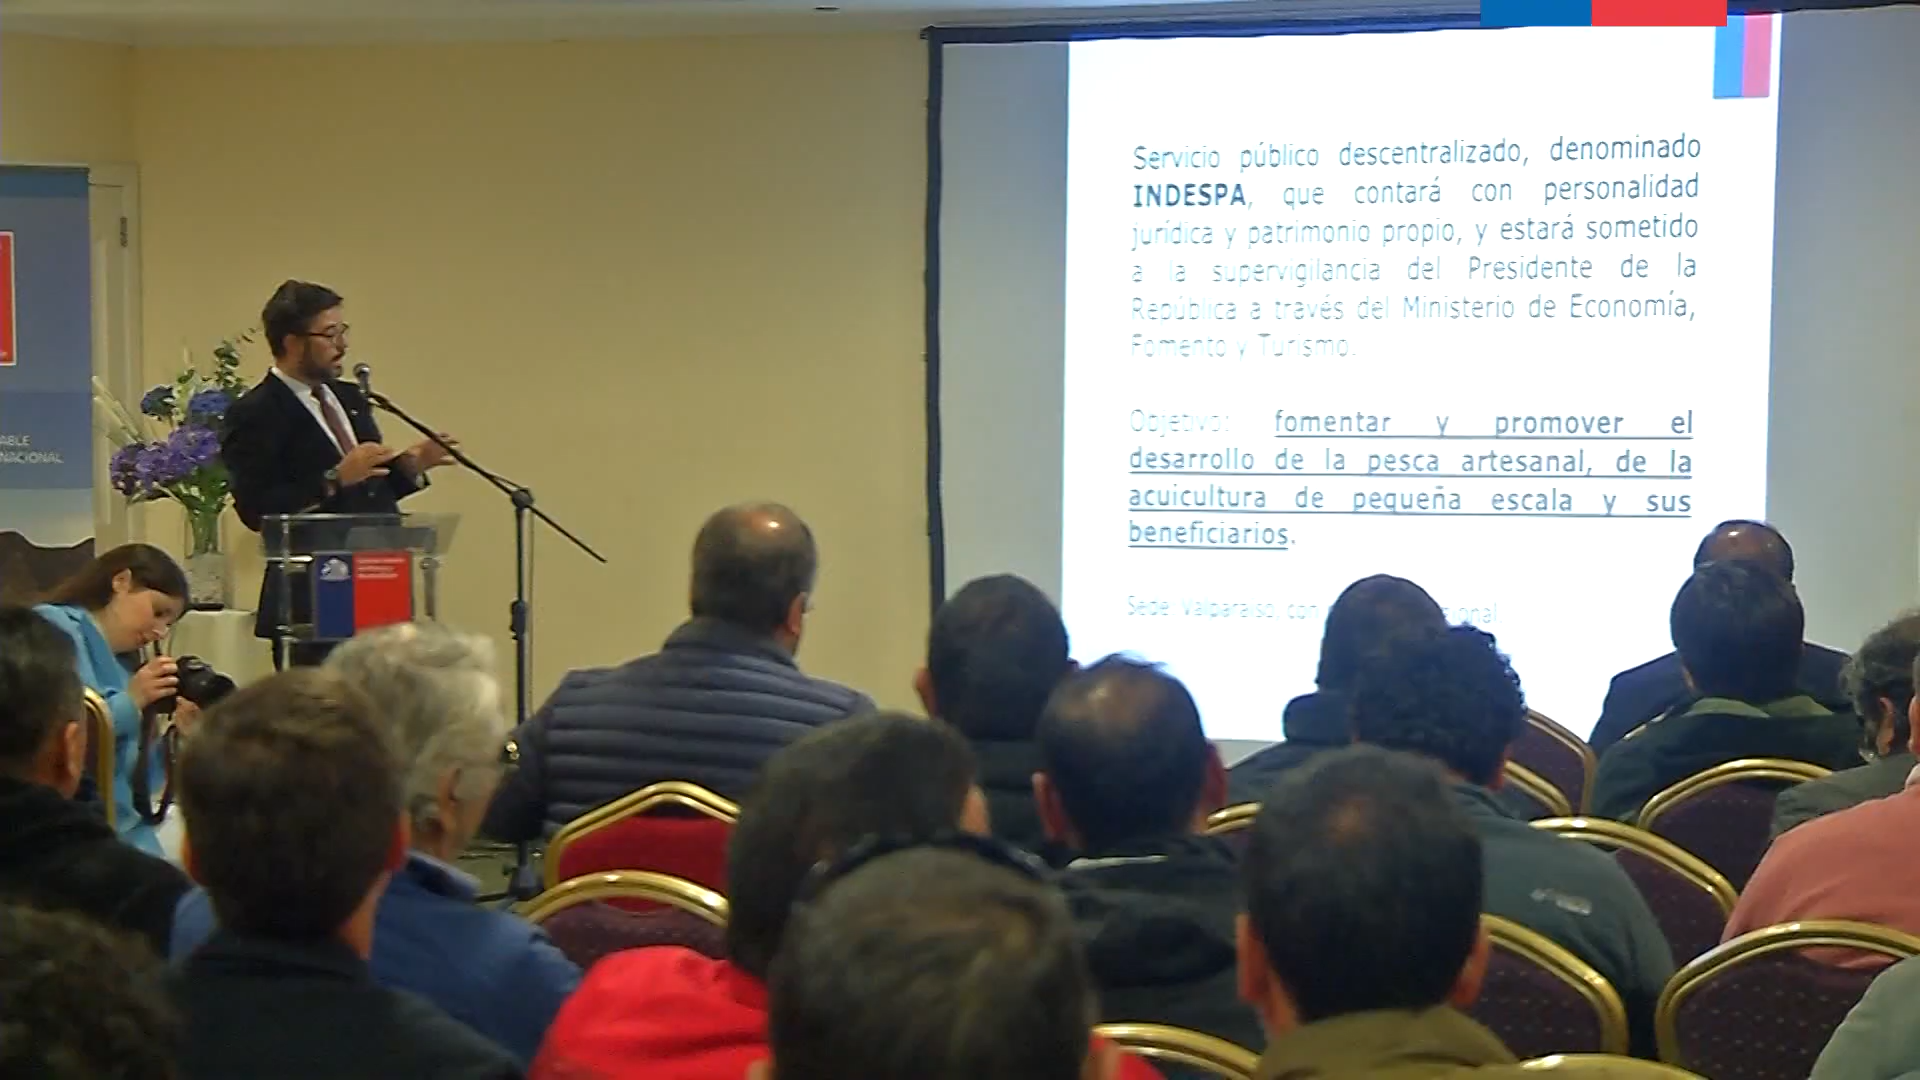 Servicio público descentralizado, denominado
INDESPA, que contará con personalidad
jurídica y patrimonio propio, y estará sometido
a la supervigilancia del Presidente de la
República a través del Ministerio de Economía,
Fomento y Turismo.
Objetivo: fomentar y promover el
desarrollo de la pesca artesanal, de la
acuicultura de pequeña escala y sus
beneficiarios.
Sede: Valparaíso, con
NACIONAL